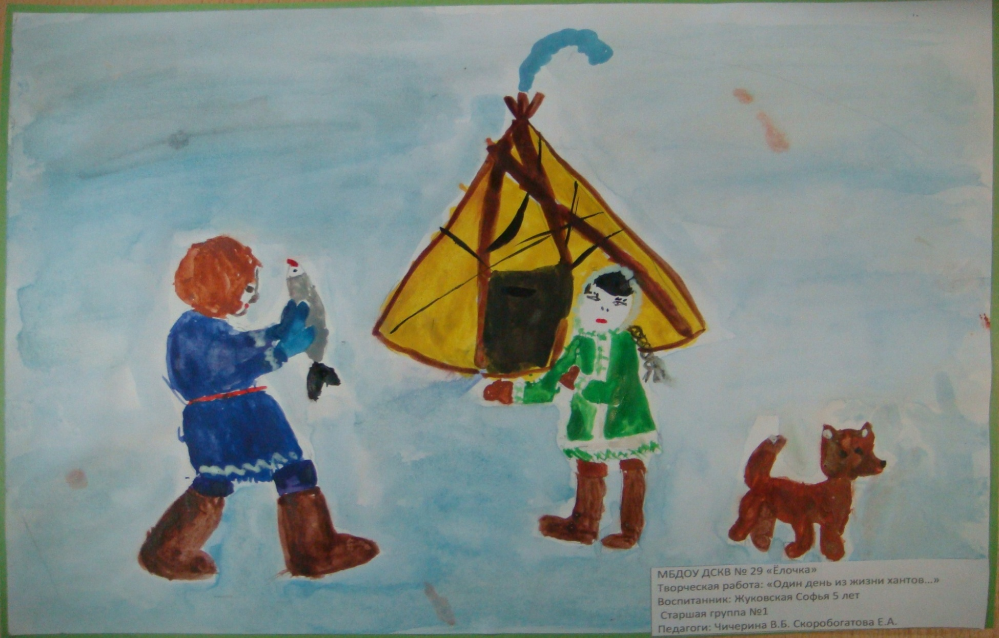 МБДОУ ДСКВ № 29 «Ёлочка»
Творческая работа: «Один день из жизни хантов...»
Воспитанник: Жуковская Софья 5 лет
Старшая группа №1
Педагоги: Чичерина В.Б. Скоробогатова Е.А.